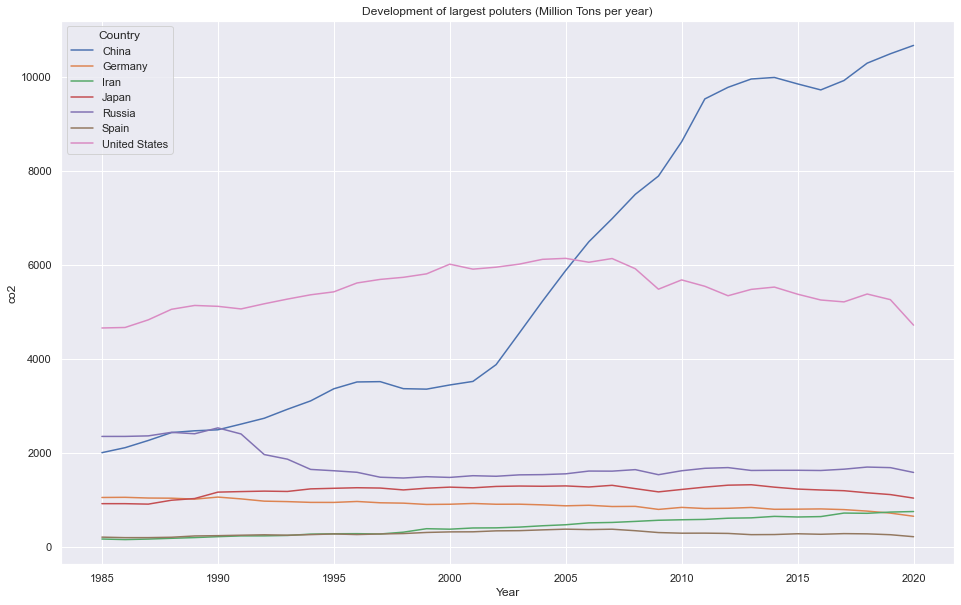 Development of largest poluters (Million Tons per year)
Country
China
Germany
Iran
Japan
Russia
Spain
United States
10000
8000
6000
4000
2000
0
co2
1985
1990
1995
2000
2005
2010
2015
2020
Year